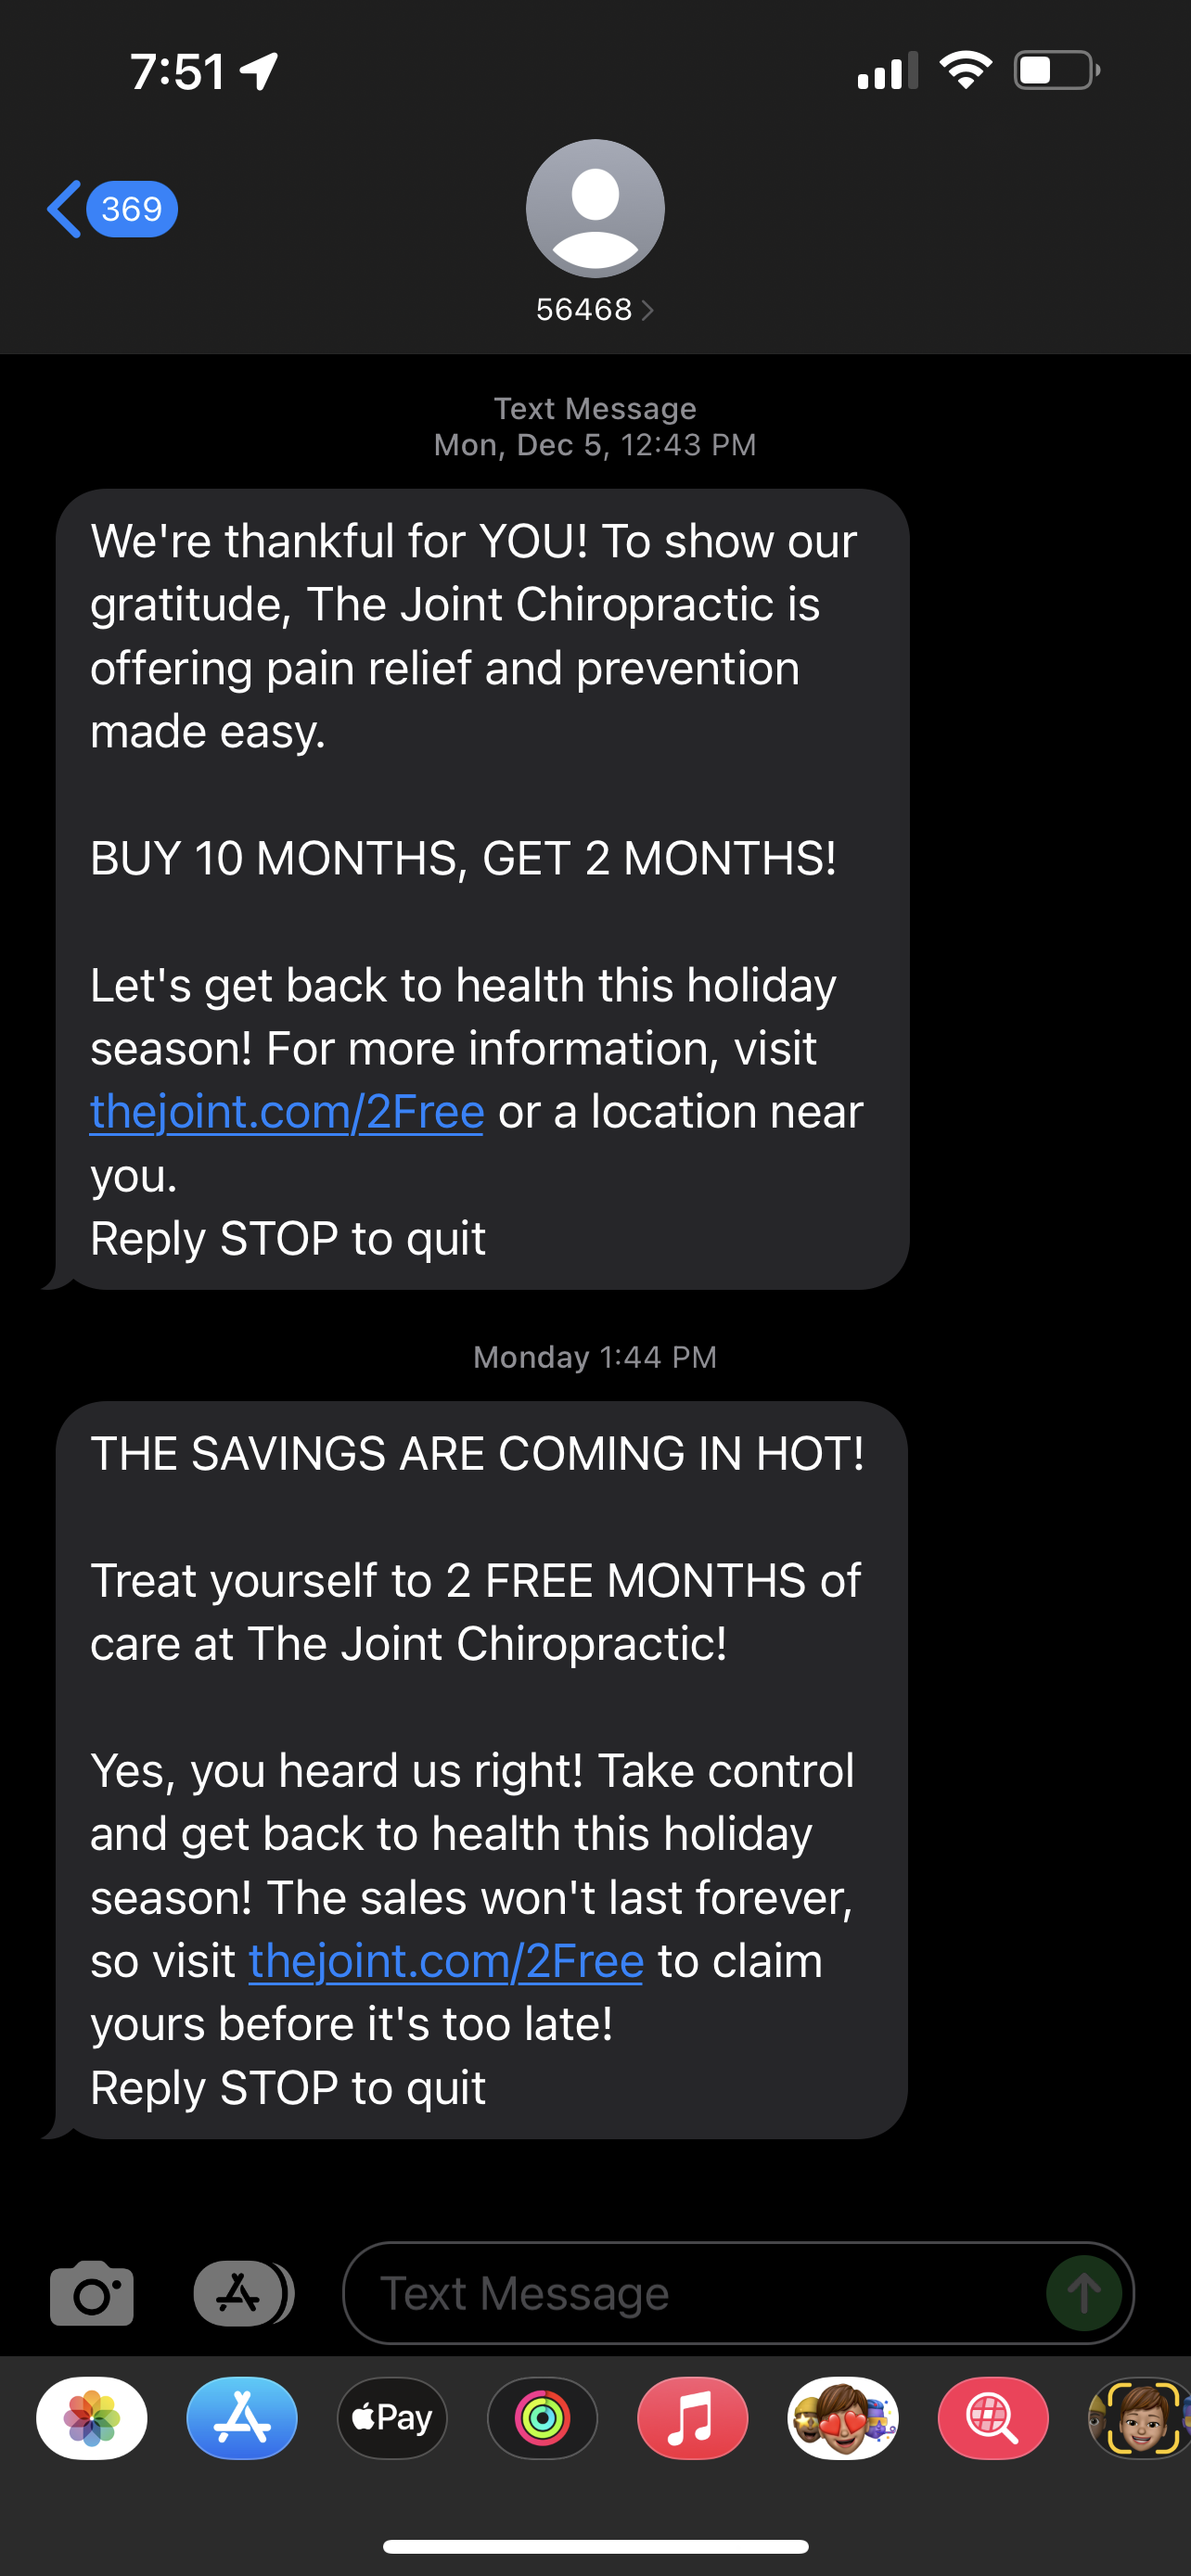 7:51
369
56468
Text Message
Mon, Dec 5, 12:43 PM
We're thankful for YOU! To show our
gratitude, The Joint Chiropractic is
offering pain relief and prevention
made easy.
BUY 10 MONTHS, GET 2 MONTHS!
Let's get back to health this holiday
season! For more information, visit
thejoint.com/2Free or a location near
you.
Reply STOP to quit
Monday 1:44 PM
THE SAVINGS ARE COMING IN HOT!
Treat yourself to 2 FREE MONTHS of
care at The Joint Chiropractic!
Yes, you heard us right! Take control
and get back to health this holiday
season! The sales won't last forever,
so visit thejoint.com/2Free to claim
yours before it's too late!
Reply STOP to quit
Text Message
Pay